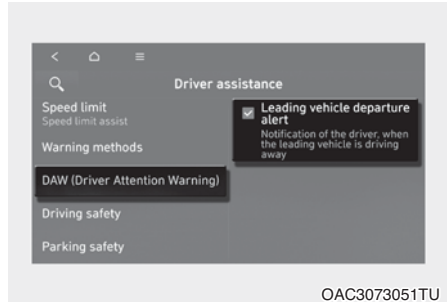 Driver assistance
Speed limit
Speed limit assist
Warning methods
DAW (Driver Attention Warning)
Driving safety
Parking safety
Leading vehicle departure
alert
Notification of the driver, when
the leading vehicle is driving
away
OAC3073051TU